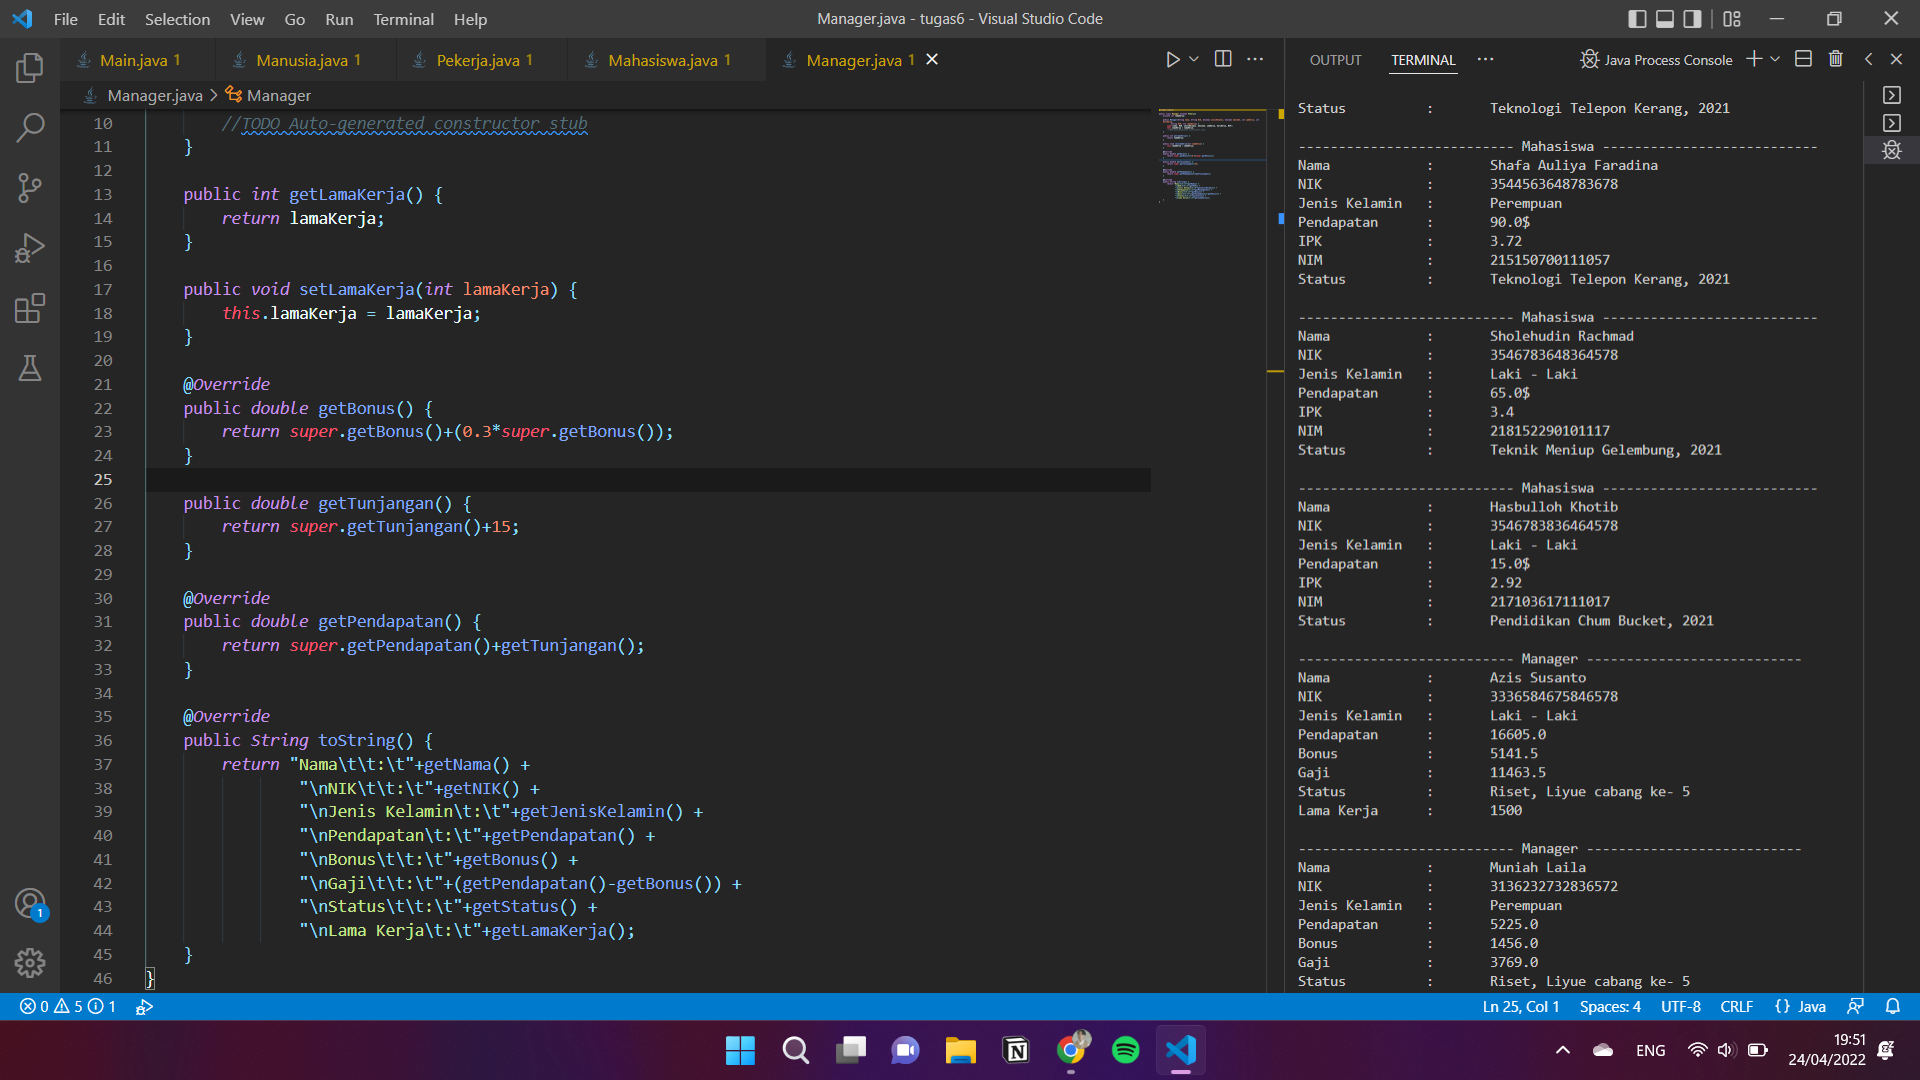 File Edit Selection View Go Run Terminal Help
Manager.java - tugas6 - Visual Studio Code
Main.java 1
Manusia.java 1
Pekerja.java 1
Mahasiswa.java 1
Manager.java 1
Manager.java > Manager
10 //TODO Auto-generated constructor stub
11 }
12
13 public int getLamaKerja() {
14 return lamaKerja;
15 }
16
17 public void setLamaKerja(int lamaKerja) {
18 this.lamaKerja = lamaKerja;
19 }
20
21 @Override
22 public double getBonus() {
23 return super.getBonus()+(0.3*super.getBonus());
24 }
25
26 public double getTunjangan() {
27 return super.getTunjangan()+15;
28 }
29
30 @Override
31 public double getPendapatan() {
32 return super.getPendapatan()+getTunjangan();
33 }
34
35 @Override
36 public String toString() {
37 return "Nama\t\t:\t"+getNama() +
38 "\nNIK\t\t:\t"+getNIK() +
39 "\nJenis Kelamin\t:\t"+getJenisKelamin() +
40 "\nPendapatan\t:\t"+getPendapatan() +
41 "\nBonus\t\t:\t"+getBonus() +
42 "\nGaji\t\t:\t"+(getPendapatan()-getBonus()) +
43 "\nStatus\t\t:\t"+getStatus() +
44 "\nLama Kerja\t:\t"+getLamaKerja();
45 }
46 }
OUTPUT TERMINAL
Java Process Console
Status : Teknologi Telepon Kerang, 2021
--------------------------- Mahasiswa ---------------------------
Nama : Shafa Auliya Faradina
NIK : 3544563648783678
Jenis Kelamin : Perempuan
Pendapatan : 90.0$
IPK : 3.72
NIM : 215150700111057
Status : Teknologi Telepon Kerang, 2021
--------------------------- Mahasiswa ---------------------------
Nama : Sholehudin Rachmad
NIK : 3546783648364578
Jenis Kelamin : Laki - Laki
Pendapatan : 65.0$
IPK : 3.4
NIM : 218152290101117
Status : Teknik Meniup Gelembung, 2021
--------------------------- Mahasiswa ---------------------------
Nama : Hasbulloh Khotib
NIK : 3546783836464578
Jenis Kelamin : Laki - Laki
Pendapatan : 15.0$
IPK : 2.92
NIM : 217103617111017
Status : Pendidikan Chum Bucket, 2021
--------------------------- Manager ---------------------------
Nama : Azis Susanto
NIK : 3336584675846578
Jenis Kelamin : Laki - Laki
Pendapatan : 16605.0
Bonus : 5141.5
Gaji : 11463.5
Status : Riset, Liyue cabang ke- 5
Lama Kerja : 1500
--------------------------- Manager ---------------------------
Nama : Muniah Laila
NIK : 3136232732836572
Jenis Kelamin : Perempuan
Pendapatan : 5225.0
Bonus : 1456.0
Gaji : 3769.0
Status : Riset, Liyue cabang ke- 5
1
0 5 1
Ln 25, Col 1 Spaces: 4 UTF-8 CRLF {} Java
ENG
19:51
24/04/2022